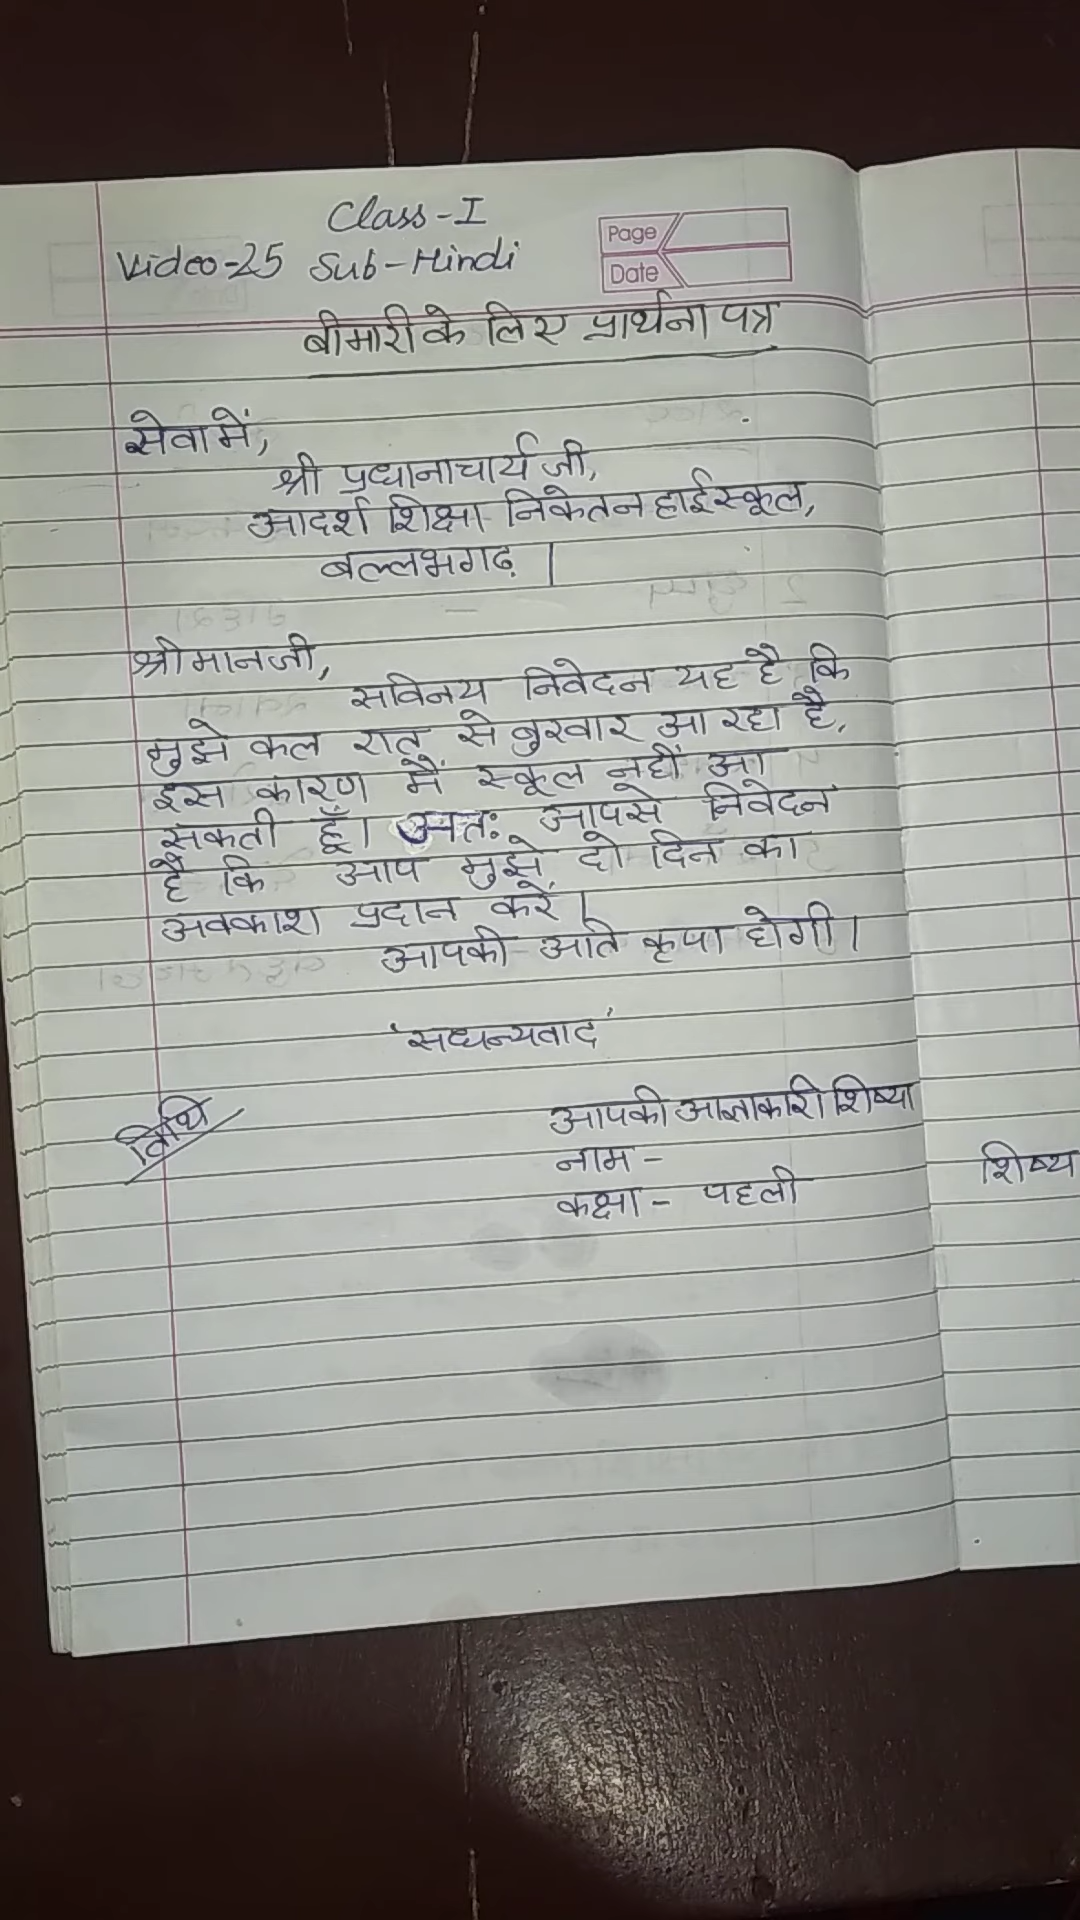 Class-I
Video-25 Sub-Hindi
Page
Date
बीमारी के लिए प्रार्थना पत्र
सेवा में,
श्री प्रधानाचार्य जी,
आदर्श शिक्षा निकेतन हाई स्कूल,
बल्लभगढ़ |
श्रीमानजी,
सविनय निवेदन यह है कि
मुझे कल रात से बुखार आ रहा है,
इस कारण मैं स्कूल नहीं आ
सकती हूँ। अतः आपसे निवेदन
है कि आप मुझे दो दिन का
अवकाश प्रदान करें |
आपकी अति कृपा होगी।
'सधन्यवाद'
आपकी आज्ञाकारी शिष्या
तिथि
नाम -
शिष्य
कक्षा - पहली